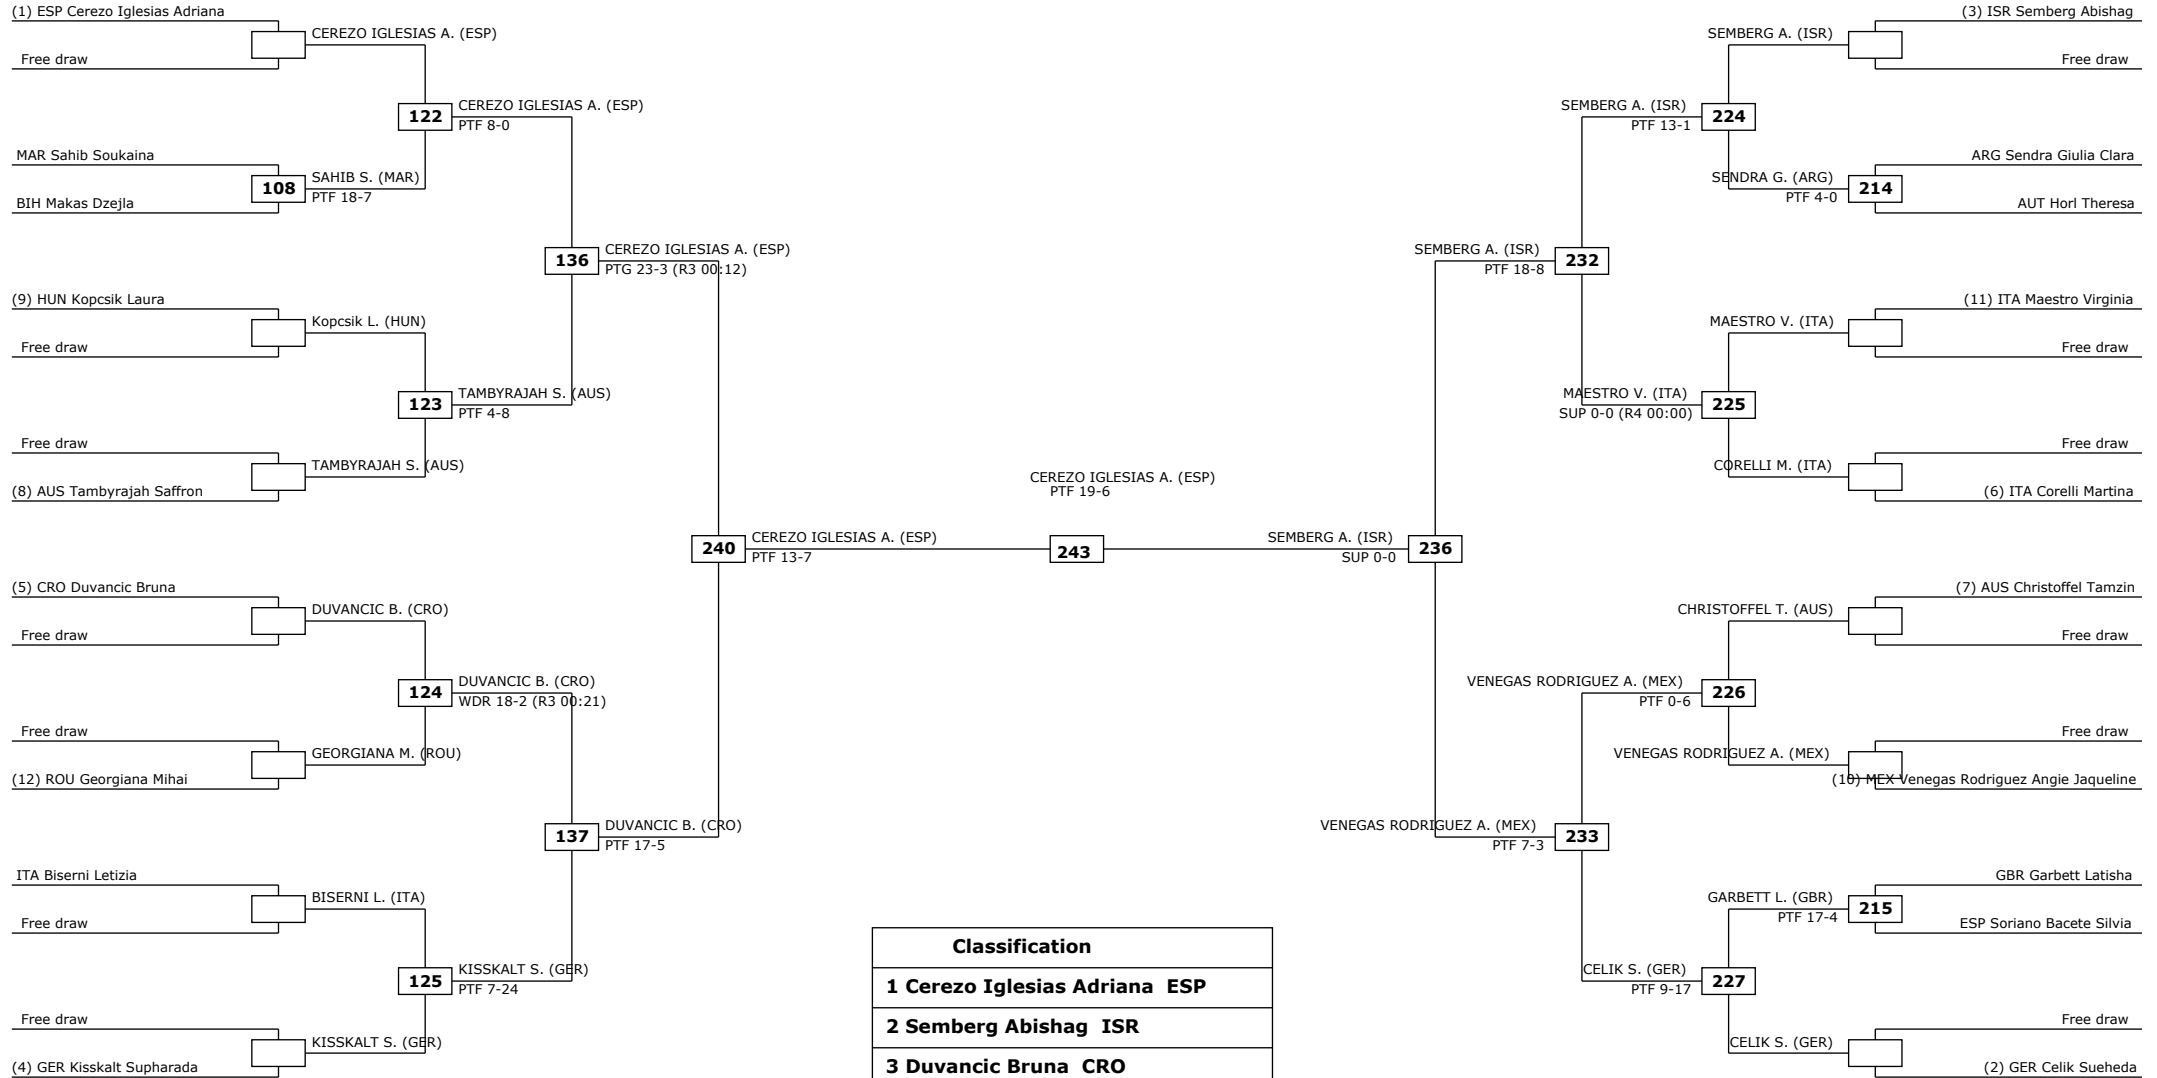 (1) ESP Cerezo Iglesias Adriana
CEREZO IGLESIAS A. (ESP)
Free draw
122
CEREZO IGLESIAS A. (ESP)
PTF 8-0
MAR Sahib Soukaina
108
SAHIB S. (MAR)
PTF 18-7
BIH Makas Dzejla
136
CEREZO IGLESIAS A. (ESP)
PTG 23-3 (R3 00:12)
(9) HUN Kopcsik Laura
Kopcsik L. (HUN)
Free draw
123
TAMBYRAJAH S. (AUS)
PTF 4-8
Free draw
TAMBYRAJAH S. (AUS)
(8) AUS Tambyrajah Saffron
240
CEREZO IGLESIAS A. (ESP)
PTF 13-7
(5) CRO Duvancic Bruna
DUVANCIC B. (CRO)
Free draw
124
DUVANCIC B. (CRO)
WDR 18-2 (R3 00:21)
Free draw
GEORGIANA M. (ROU)
(12) ROU Georgiana Mihai
137
DUVANCIC B. (CRO)
PTF 17-5
ITA Biserni Letizia
BISERNI L. (ITA)
Free draw
125
KISSKALT S. (GER)
PTF 7-24
Free draw
KISSKALT S. (GER)
(4) GER Kisskalt Supharada
CEREZO IGLESIAS A. (ESP)
PTF 19-6
243
(3) ISR Semberg Abishag
SEMBERG A. (ISR)
Free draw
SEMBERG A. (ISR)
PTF 13-1
224
ARG Sendra Giulia Clara
SENDRA G. (ARG)
PTF 4-0
214
AUT Horl Theresa
SEMBERG A. (ISR)
PTF 18-8
232
(11) ITA Maestro Virginia
MAESTRO V. (ITA)
Free draw
MAESTRO V. (ITA)
SUP 0-0 (R4 00:00)
225
Free draw
CORELLI M. (ITA)
(6) ITA Corelli Martina
SEMBERG A. (ISR)
SUP 0-0
236
(7) AUS Christoffel Tamzin
CHRISTOFFEL T. (AUS)
Free draw
VENEGAS RODRIGUEZ A. (MEX)
PTF 0-6
226
Free draw
VENEGAS RODRIGUEZ A. (MEX)
(10) MEX Venegas Rodriguez Angie Jaqueline
VENEGAS RODRIGUEZ A. (MEX)
PTF 7-3
233
GBR Garbett Latisha
GARBETT L. (GBR)
PTF 17-4
215
ESP Soriano Bacete Silvia
CELIK S. (GER)
PTF 9-17
227
Free draw
CELIK S. (GER)
(2) GER Celik Sueheda
Classification
1 Cerezo Iglesias Adriana ESP
2 Semberg Abishag ISR
3 Duvancic Bruna CRO